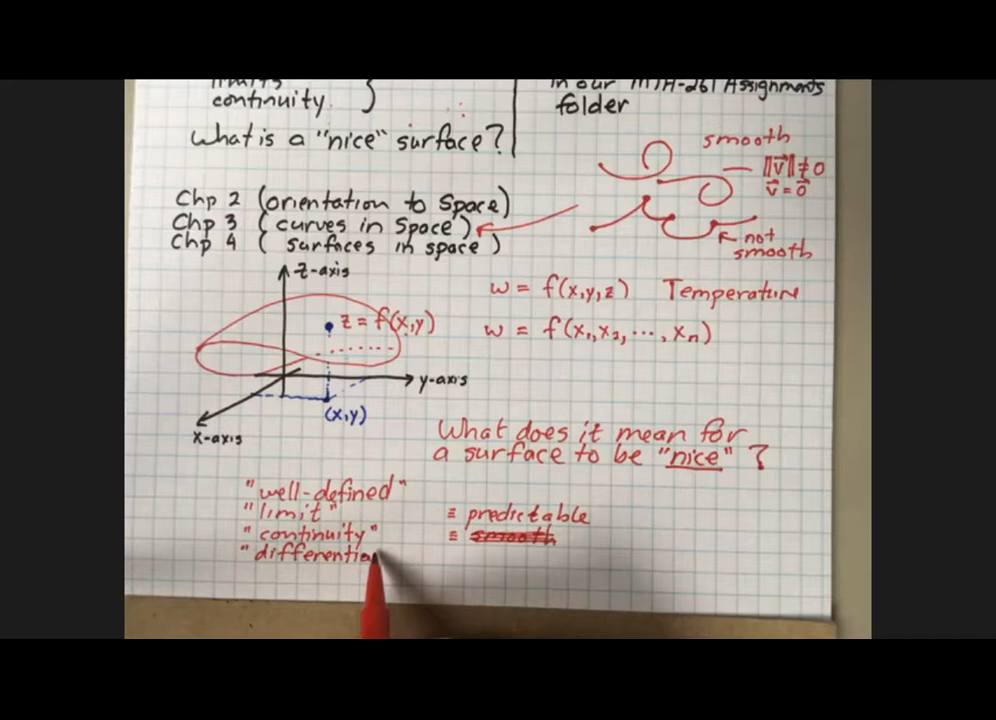 limits
continuity
What is a "nice" surface?
in our MTH-261 Assignments
folder
smooth
‖v⃗‖ ≠ 0
v⃗ = 0⃗
not
smooth
Chp 2 (orientation to Space)
Chp 3 (curves in Space)
Chp 4 ( surfaces in space )
z-axis
z = f(x,y)
y-axis
(x,y)
x-axis
w = f(x,y,z) Temperature
w = f(x₁,x₂,⋯,xₙ)
What does it mean for
a surface to be "nice" ?
"well-defined"
"limit" ≡ predictable
"continuity" ≡ smooth
"differentia